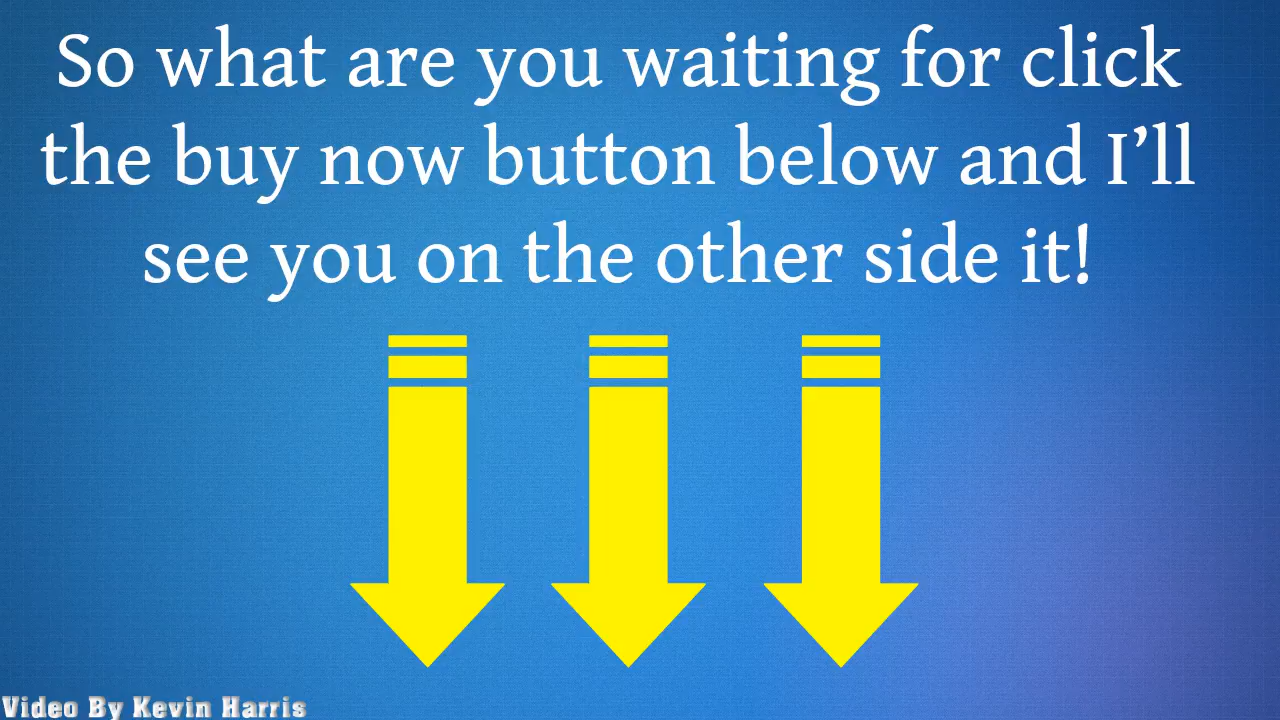 So what are you waiting for click
the buy now button below and I’ll
see you on the other side it!
Video By Kevin Harris